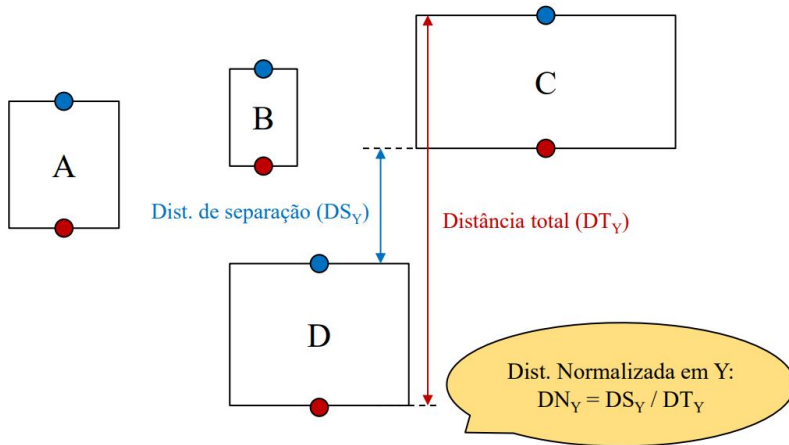 C
B
A
Dist. de separação (DS_Y)
Distância total (DT_Y)
D
Dist. Normalizada em Y:
DN_Y = DS_Y / DT_Y